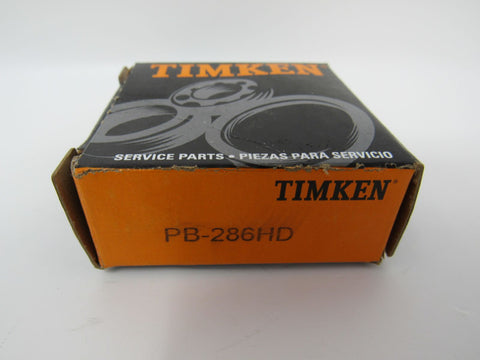 TIMKEN
SERVICE PARTS • PIEZAS PARA SERVICIO
TIMKEN®
PB-286HD